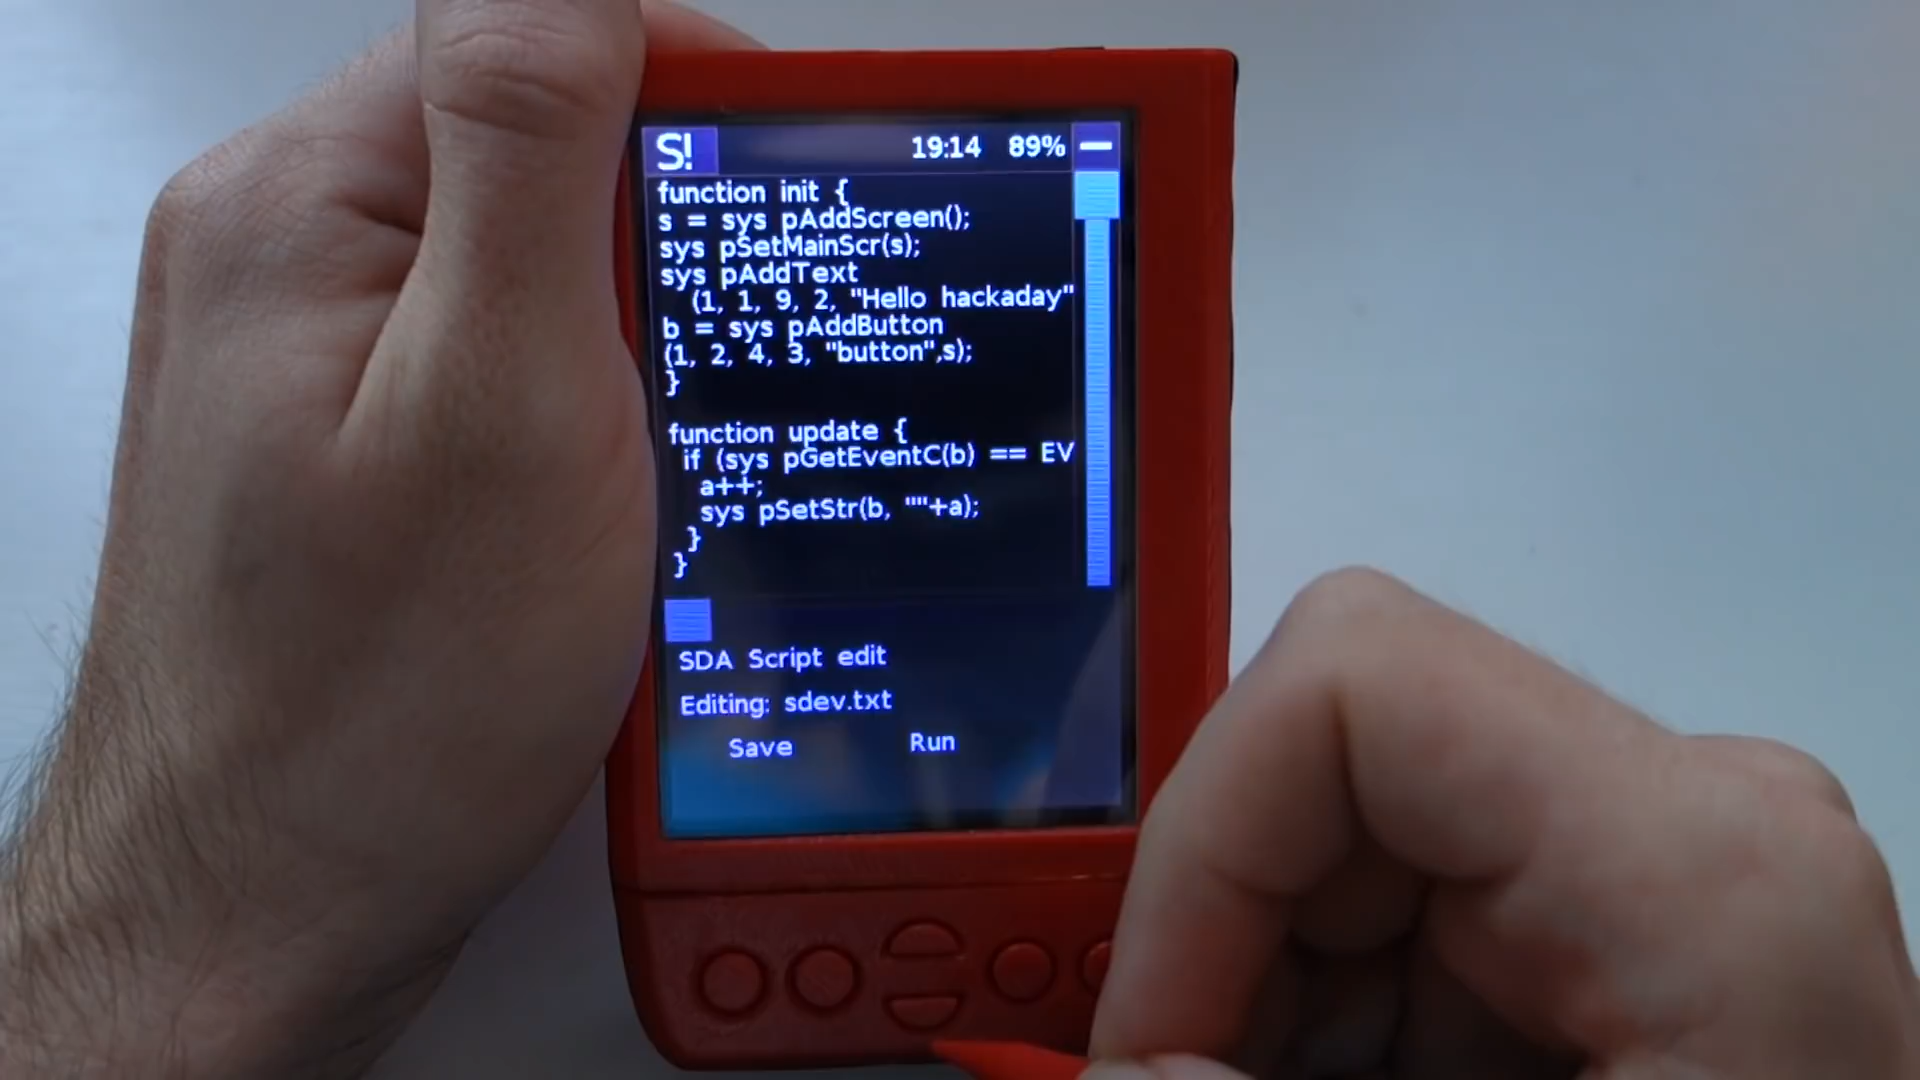 S! 19:14 89%
function init {
s = sys pAddScreen();
sys pSetMainScr(s);
sys pAddText
(1, 1, 9, 2, "Hello hackaday"
b = sys pAddButton
(1, 2, 4, 3, "button",s);
}
function update {
if (sys pGetEventC(b) == EV
a++;
sys pSetStr(b, ""+a);
}
}
SDA Script edit
Editing: sdev.txt
Save Run